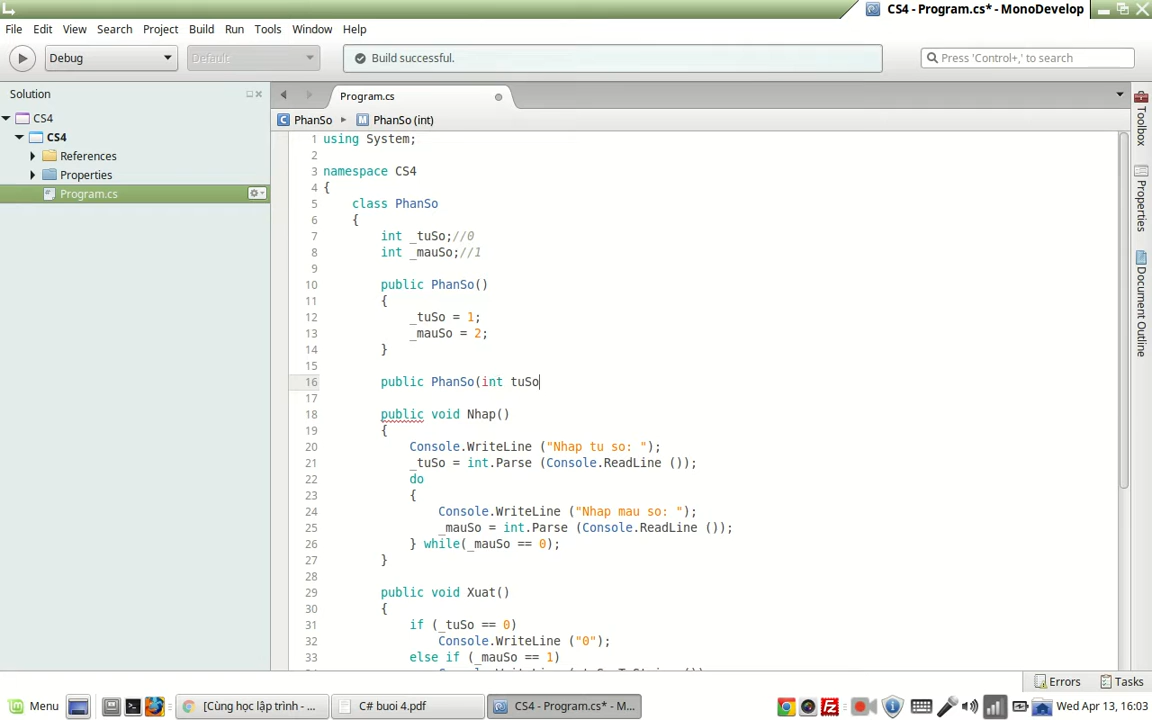 CS4 - Program.cs* - MonoDevelop
File Edit View Search Project Build Run Tools Window Help
Debug Default Build successful. Press 'Control+,' to search
Solution
Program.cs
CS4
PhanSo PhanSo (int)
CS4
References
Properties
Program.cs
1 using System;
2
3 namespace CS4
4 {
5 class PhanSo
6 {
7 int _tuSo;//0
8 int _mauSo;//1
9
10 public PhanSo()
11 {
12 _tuSo = 1;
13 _mauSo = 2;
14 }
15
16 public PhanSo(int tuSo
17
18 public void Nhap()
19 {
20 Console.WriteLine ("Nhap tu so: ");
21 _tuSo = int.Parse (Console.ReadLine ());
22 do
23 {
24 Console.WriteLine ("Nhap mau so: ");
25 _mauSo = int.Parse (Console.ReadLine ());
26 } while(_mauSo == 0);
27 }
28
29 public void Xuat()
30 {
31 if (_tuSo == 0)
32 Console.WriteLine ("0");
33 else if (_mauSo == 1)
Toolbox
Properties
Document Outline
Errors Tasks
Menu [Cùng học lập trình - ... C# buoi 4.pdf CS4 - Program.cs* - M... Wed Apr 13, 16:03